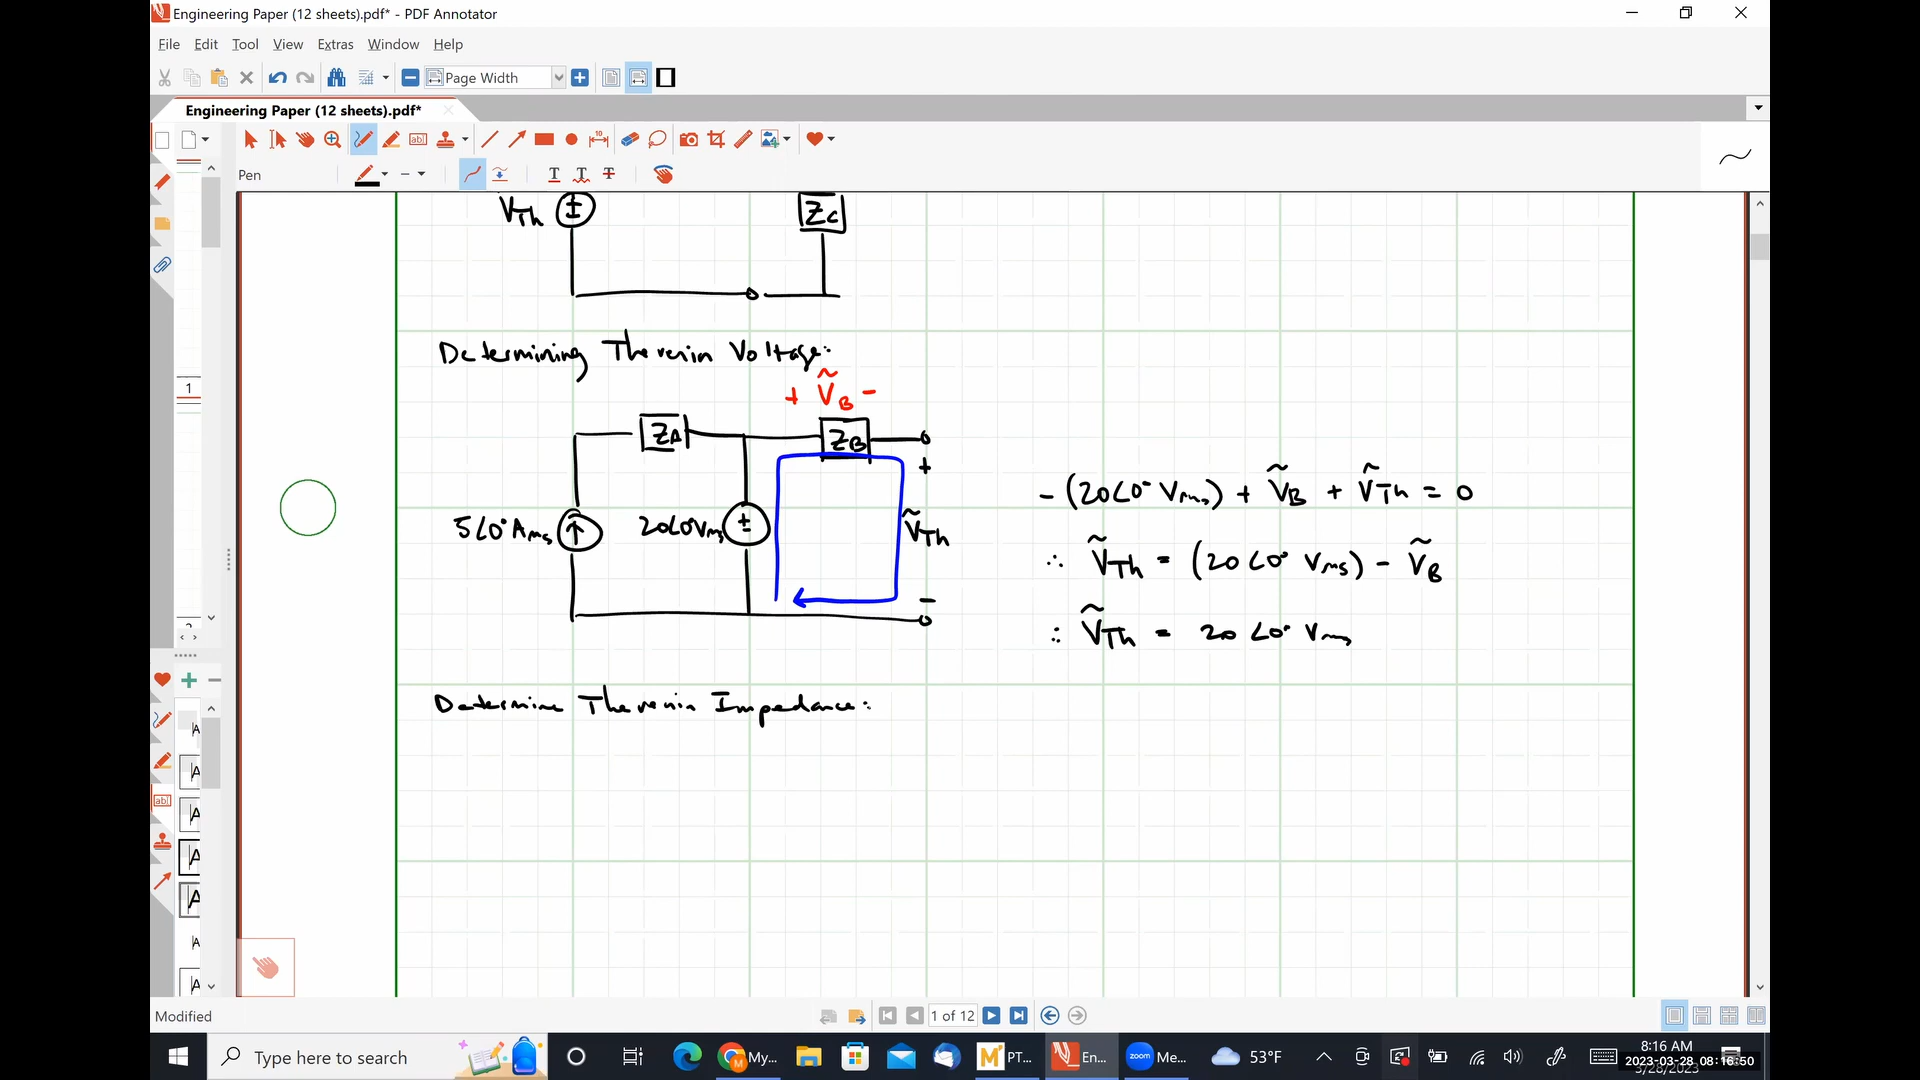 Engineering Paper (12 sheets).pdf* - PDF Annotator
File Edit Tool View Extras Window Help
Page Width
Engineering Paper (12 sheets).pdf*
Pen
VTh ZC
Determining Thevenin Voltage:
+ ṼB -
ZA ZB
+
5∠0° Arms 20∠0° Vrms ṼTh
-
-(20∠0° Vrms) + ṼB + ṼTh = 0
∴ ṼTh = (20∠0° Vrms) - ṼB
∴ ṼTh = 20∠0° Vrms
Determine Thevenin Impedance:
1
Modified
1 of 12
Type here to search
My...
PT...
En...
zoom
Me...
53°F
8:16 AM
2023-03-28 08:16:50